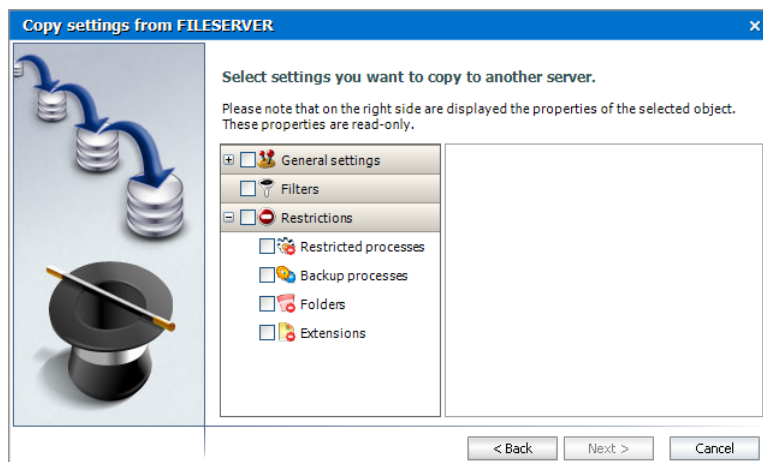 Copy settings from FILESERVER
Select settings you want to copy to another server.
Please note that on the right side are displayed the properties of the selected object.
These properties are read-only.
General settings
Filters
Restrictions
Restricted processes
Backup processes
Folders
Extensions
< Back
Next >
Cancel